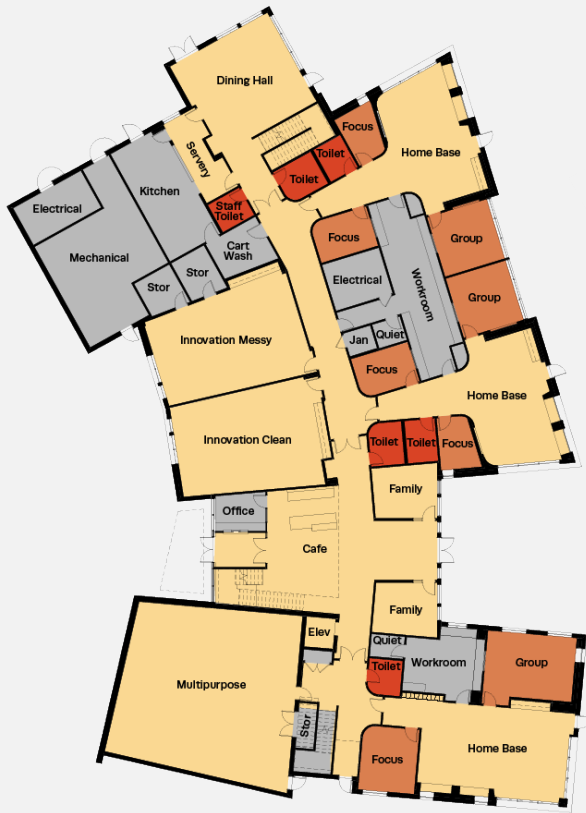 Dining Hall
Focus
Servery
Toilet
Home Base
Toilet
Kitchen
Staff
Toilet
Electrical
Focus
Group
Cart
Wash
Mechanical
Stor
Stor
Electrical
Workroom
Group
Innovation Messy
Jan
Quiet
Focus
Home Base
Innovation Clean
Toilet
Toilet
Focus
Family
Office
Cafe
Family
Elev
Quiet
Workroom
Toilet
Group
Multipurpose
Stor
Home Base
Focus